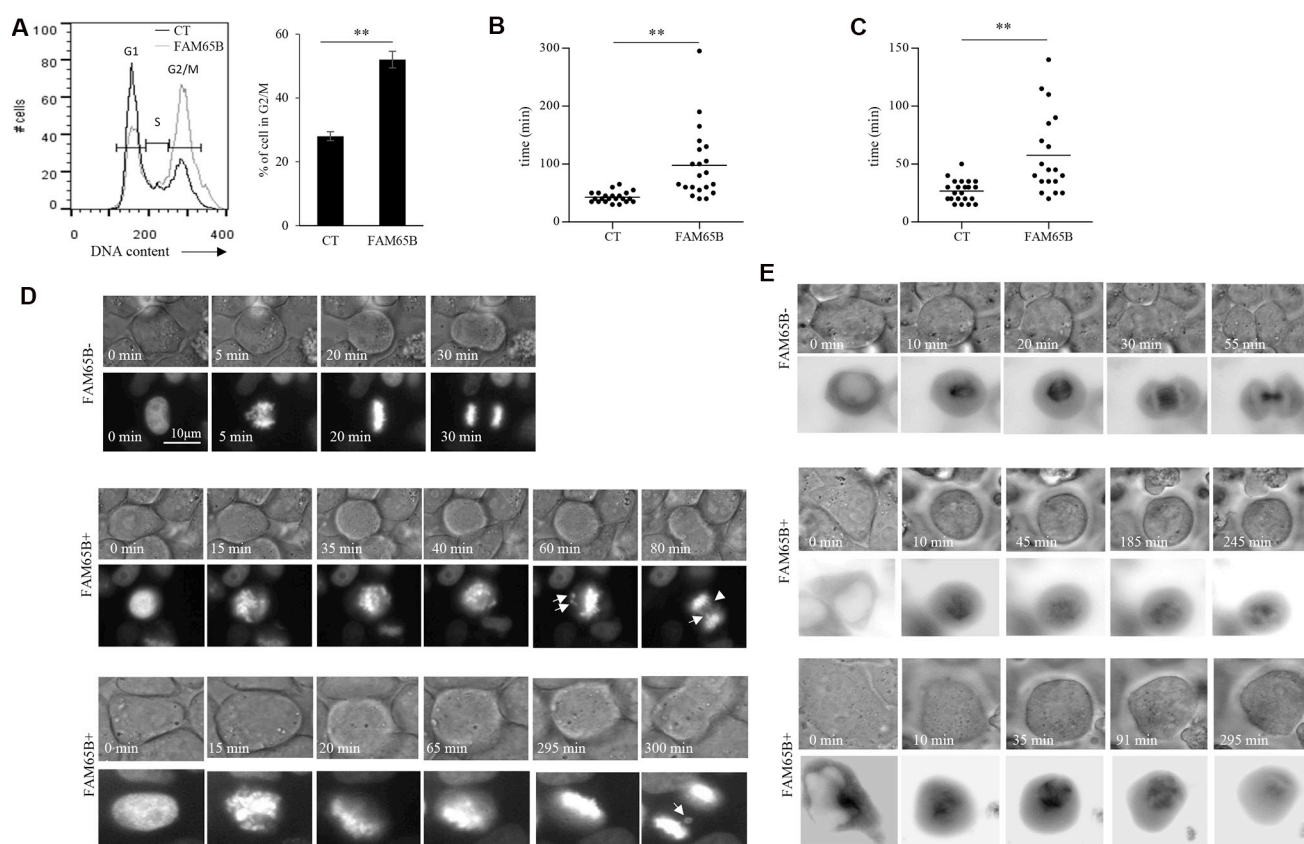 A
CT
FAM65B
G1
G2/M
S
# cells
100
80
60
40
20
0
0 200 400
DNA content
**
% of cell in G2/M
60
40
20
0
CT FAM65B
B
**
time (min)
300
200
100
0
CT FAM65B
C
**
time (min)
150
100
50
0
CT FAM65B
D
FAM65B-
0 min 5 min 20 min 30 min
0 min 10µm 5 min 20 min 30 min
FAM65B+
0 min 15 min 35 min 40 min 60 min 80 min
FAM65B+
0 min 15 min 20 min 65 min 295 min 300 min
E
FAM65B-
0 min 10 min 20 min 30 min 55 min
FAM65B+
0 min 10 min 45 min 185 min 245 min
FAM65B+
0 min 10 min 35 min 91 min 295 min